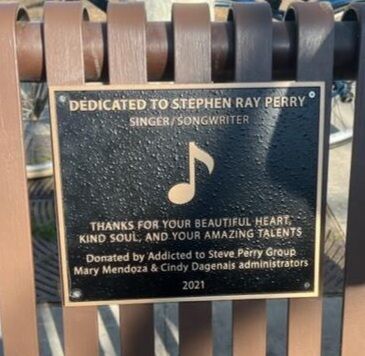 DEDICATED TO STEPHEN RAY PERRY
SINGER/SONGWRITER
THANKS FOR YOUR BEAUTIFUL HEART,
KIND SOUL, AND YOUR AMAZING TALENTS
Donated by Addicted to Steve Perry Group
Mary Mendoza & Cindy Dagenais administrators
2021